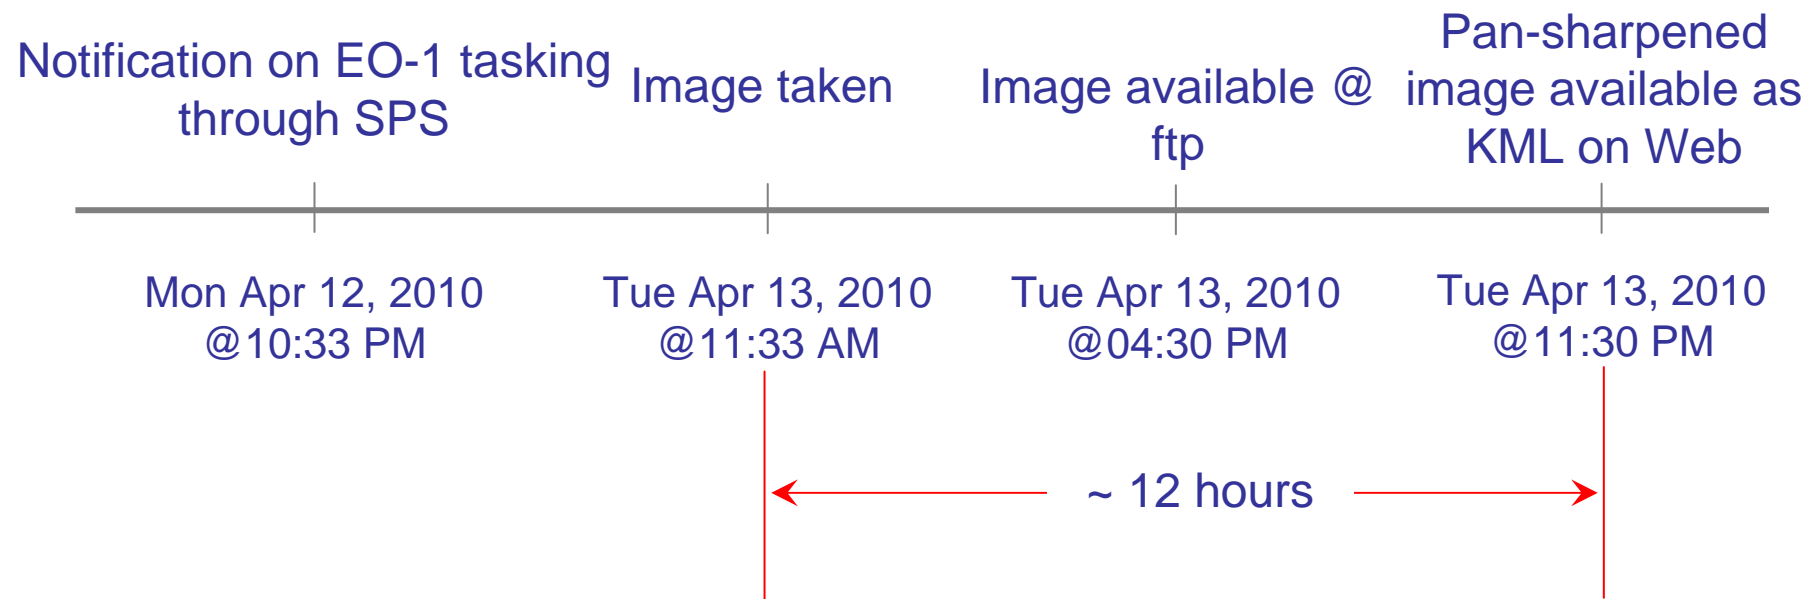 Notification on EO-1 tasking
through SPS
Image taken
Image available @
ftp
Pan-sharpened
image available as
KML on Web
Mon Apr 12, 2010
@10:33 PM
Tue Apr 13, 2010
@11:33 AM
Tue Apr 13, 2010
@04:30 PM
Tue Apr 13, 2010
@11:30 PM
~ 12 hours